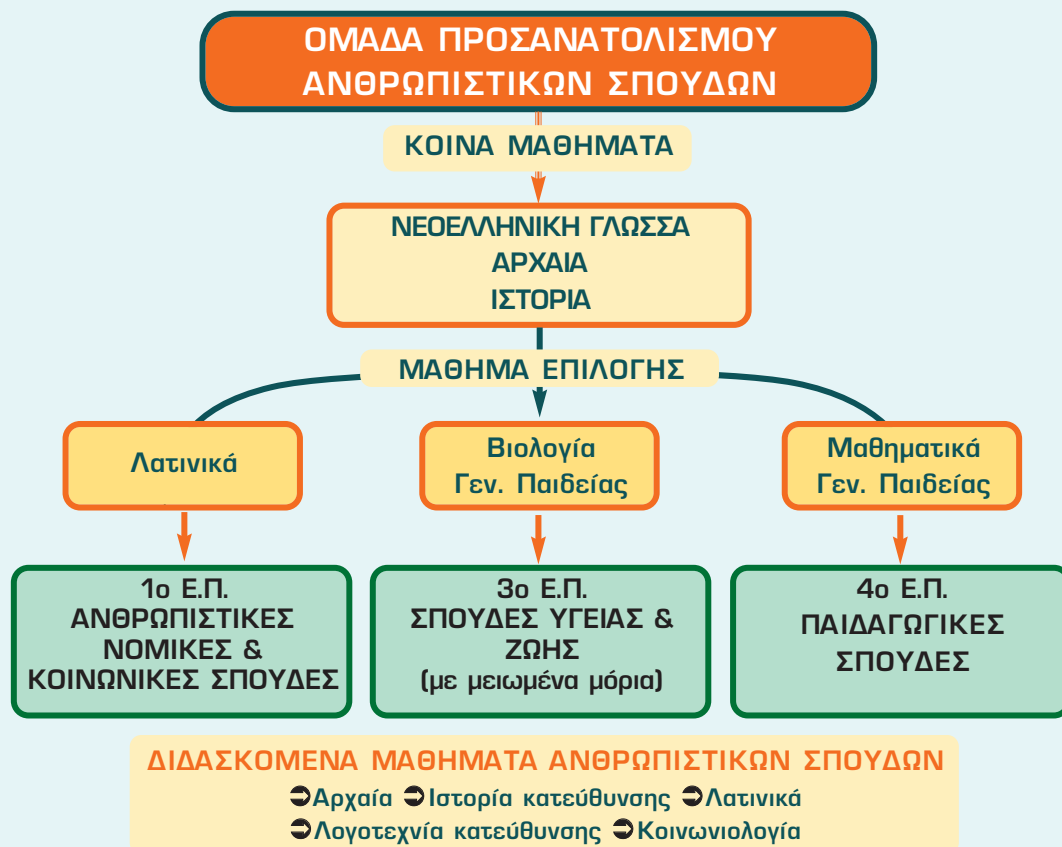 ΟΜΑΔΑ ΠΡΟΣΑΝΑΤΟΛΙΣΜΟΥ
ΑΝΘΡΩΠΙΣΤΙΚΩΝ ΣΠΟΥΔΩΝ
ΚΟΙΝΑ ΜΑΘΗΜΑΤΑ
ΝΕΟΕΛΛΗΝΙΚΗ ΓΛΩΣΣΑ
ΑΡΧΑΙΑ
ΙΣΤΟΡΙΑ
ΜΑΘΗΜΑ ΕΠΙΛΟΓΗΣ
Λατινικά
Βιολογία
Γεν. Παιδείας
Μαθηματικά
Γεν. Παιδείας
1ο Ε.Π.
ΑΝΘΡΩΠΙΣΤΙΚΕΣ
ΝΟΜΙΚΕΣ &
ΚΟΙΝΩΝΙΚΕΣ ΣΠΟΥΔΕΣ
3ο Ε.Π.
ΣΠΟΥΔΕΣ ΥΓΕΙΑΣ &
ΖΩΗΣ
(με μειωμένα μόρια)
4ο Ε.Π.
ΠΑΙΔΑΓΩΓΙΚΕΣ
ΣΠΟΥΔΕΣ
ΔΙΔΑΣΚΟΜΕΝΑ ΜΑΘΗΜΑΤΑ ΑΝΘΡΩΠΙΣΤΙΚΩΝ ΣΠΟΥΔΩΝ
➲Αρχαία ➲Ιστορία κατεύθυνσης ➲Λατινικά
➲Λογοτεχνία κατεύθυνσης ➲Κοινωνιολογία